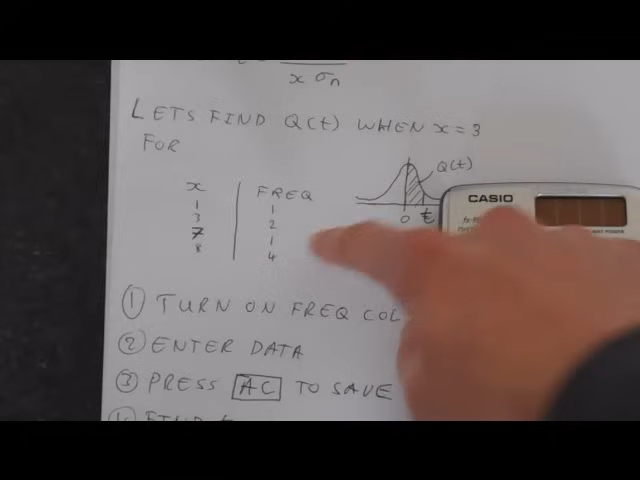 x σn
LETS FIND Q(t) WHEN x = 3
FOR
x FREQ
1 1
3 2
7 1
8 4
Q(t)
0 t
CASIO
① TURN ON FREQ COL
② ENTER DATA
③ PRESS AC TO SAVE